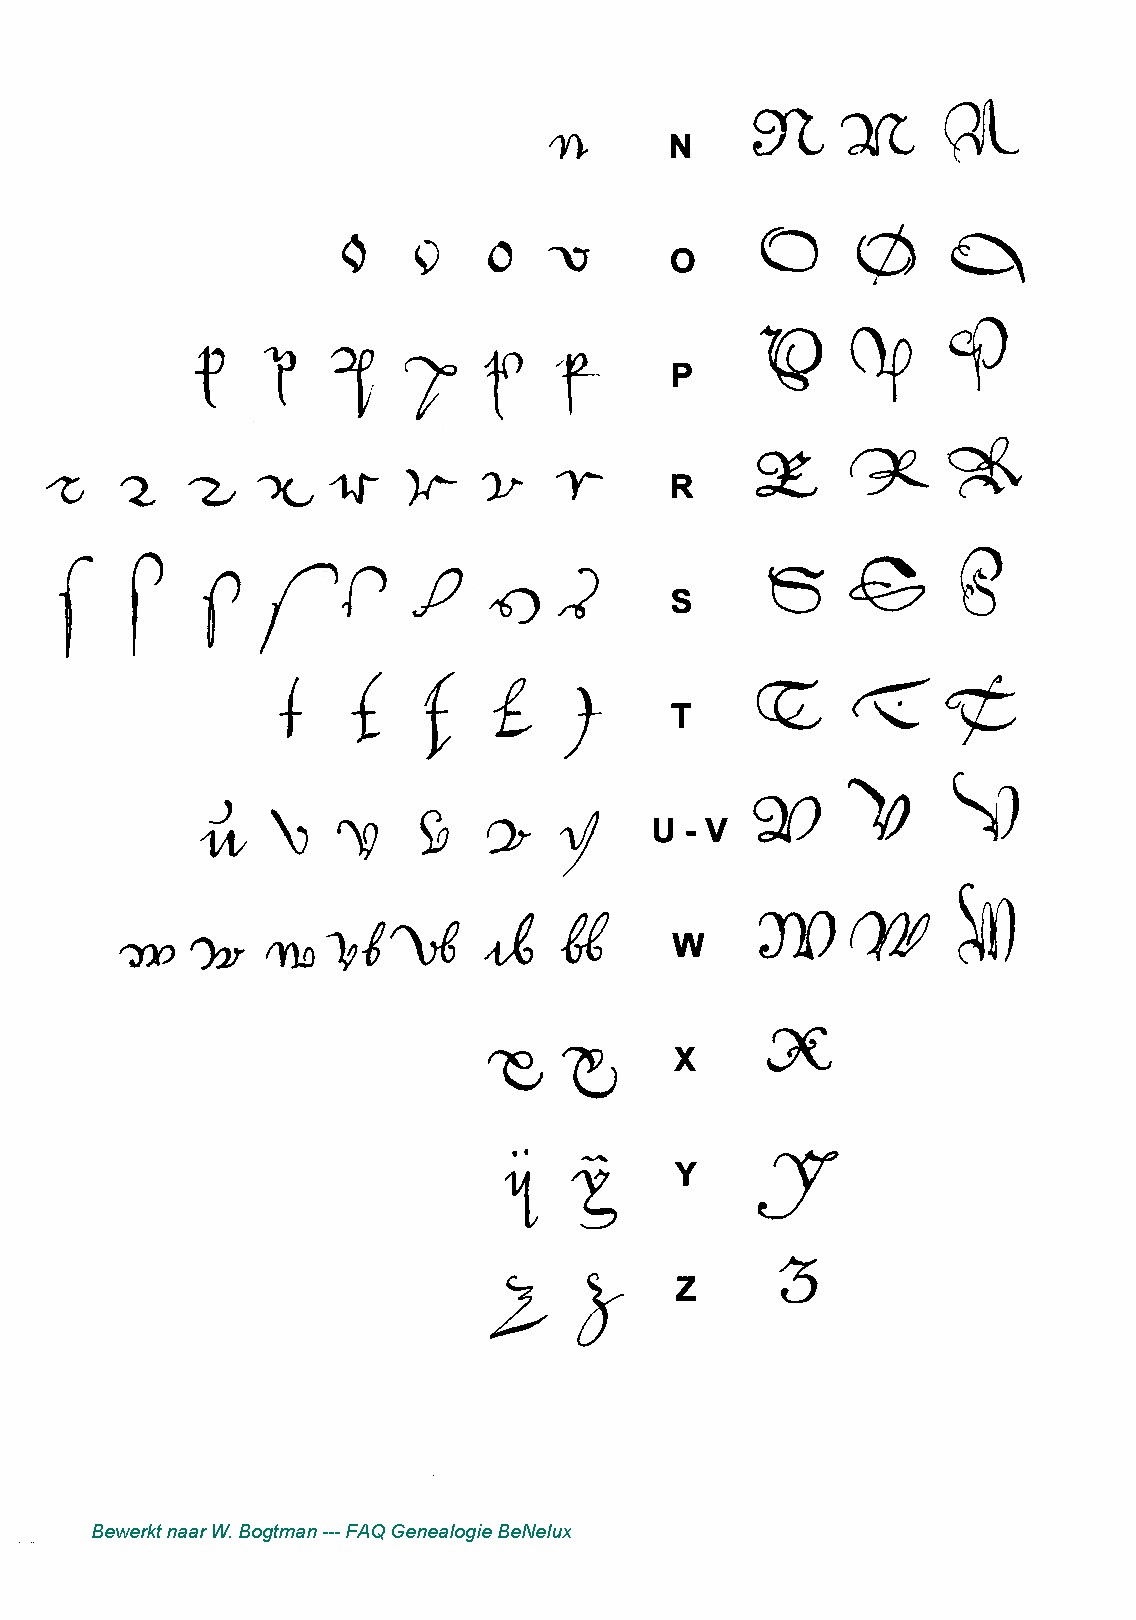 n N N N N
o o o o O O O O
p p p p p p P P P P
r r r r r r r r R R R R
s s s s s s s s S S S S
t t t t t T T T T
u v v v v v U - V V V V
w w w w w w w W W W W
x x X X
ÿ ÿ Y Y
z z Z Z
Bewerkt naar W. Bogtman --- FAQ Genealogie BeNelux